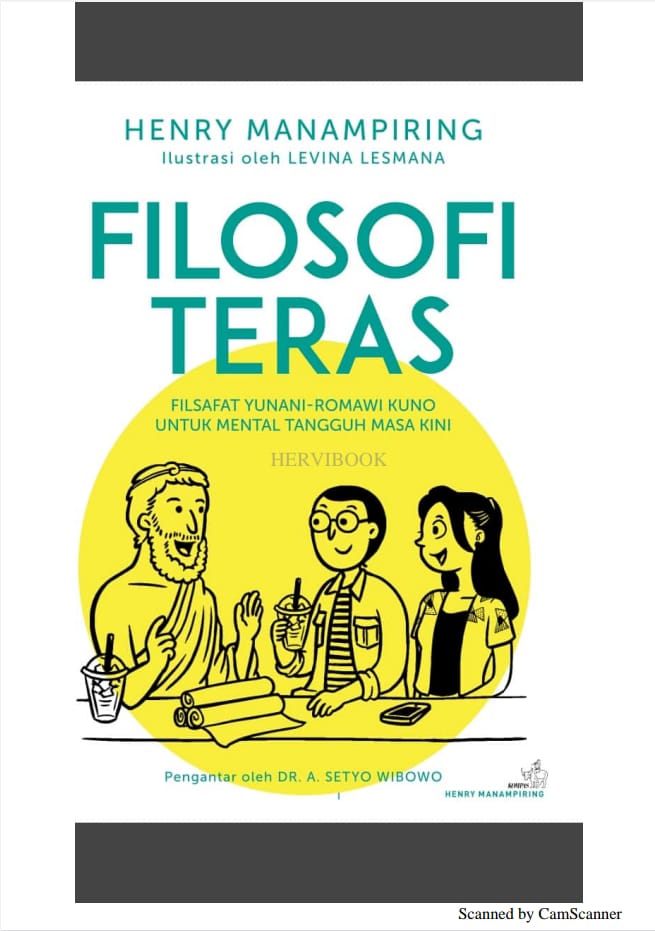 HENRY MANAMPIRING
Ilustrasi oleh LEVINA LESMANA
FILOSOFI
TERAS
FILSAFAT YUNANI-ROMAWI KUNO
UNTUK MENTAL TANGGUH MASA KINI
HERVIBOOK
Pengantar oleh DR. A. SETYO WIBOWO
KOMPAS
HENRY MANAMPIRING
I
Scanned by CamScanner